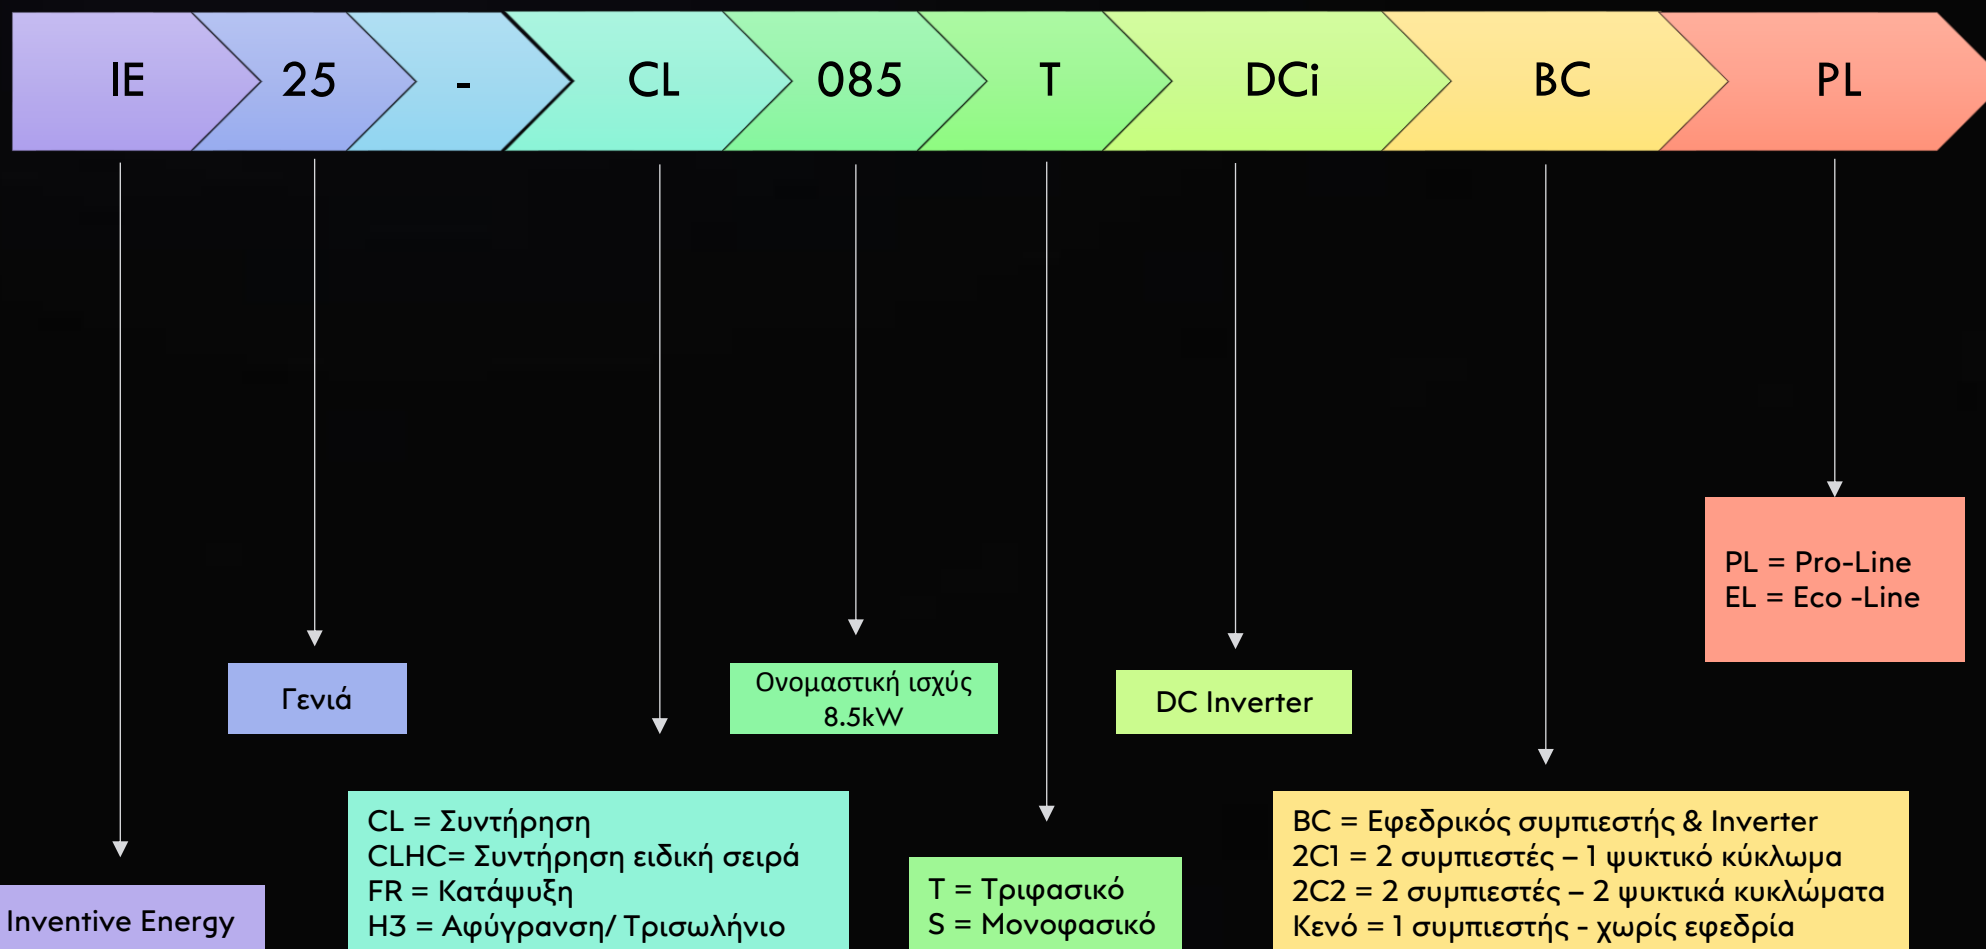 IE 25 - CL 085 T DCi BC PL
PL = Pro-Line
EL = Eco -Line
Γενιά
Ονομαστική ισχύς
8.5kW
DC Inverter
Inventive Energy
CL = Συντήρηση
CLHC= Συντήρηση ειδική σειρά
FR = Κατάψυξη
H3 = Αφύγρανση/ Τρισωλήνιο
T = Τριφασικό
S = Μονοφασικό
BC = Εφεδρικός συμπιεστής & Inverter
2C1 = 2 συμπιεστές – 1 ψυκτικό κύκλωμα
2C2 = 2 συμπιεστές – 2 ψυκτικά κυκλώματα
Κενό = 1 συμπιεστής - χωρίς εφεδρία